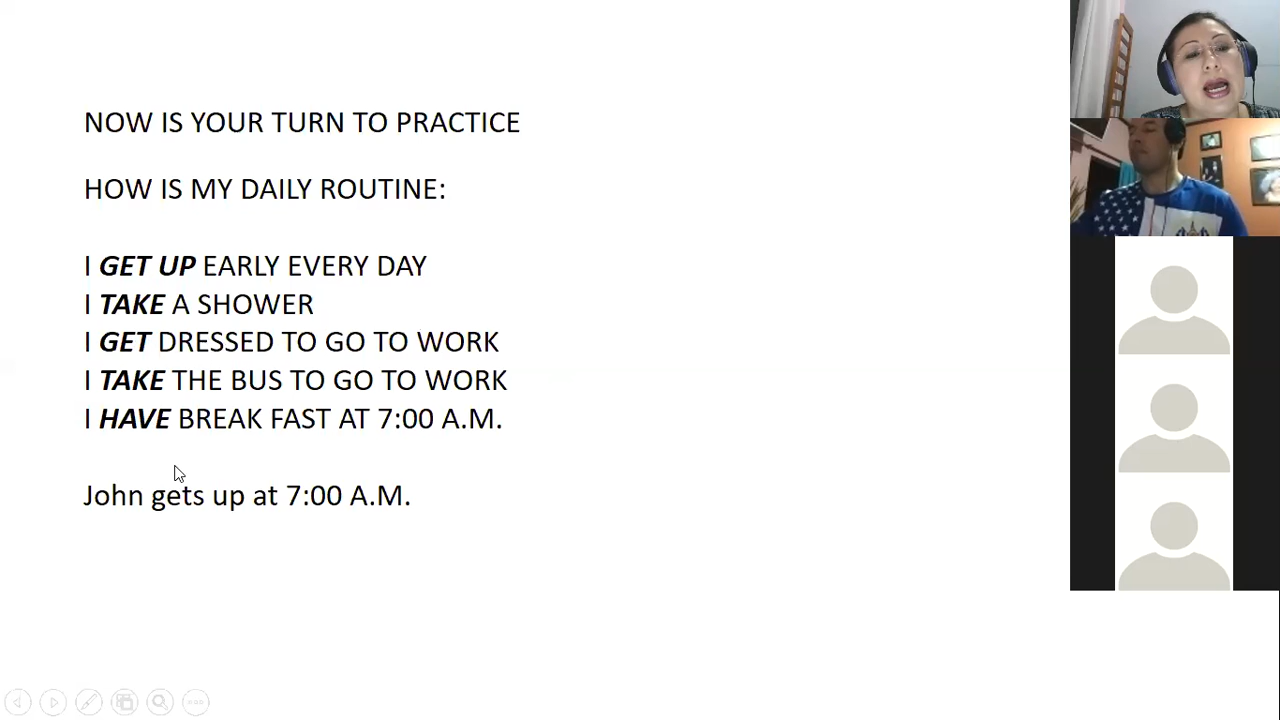 NOW IS YOUR TURN TO PRACTICE
HOW IS MY DAILY ROUTINE:
I GET UP EARLY EVERY DAY
I TAKE A SHOWER
I GET DRESSED TO GO TO WORK
I TAKE THE BUS TO GO TO WORK
I HAVE BREAK FAST AT 7:00 A.M.
John gets up at 7:00 A.M.